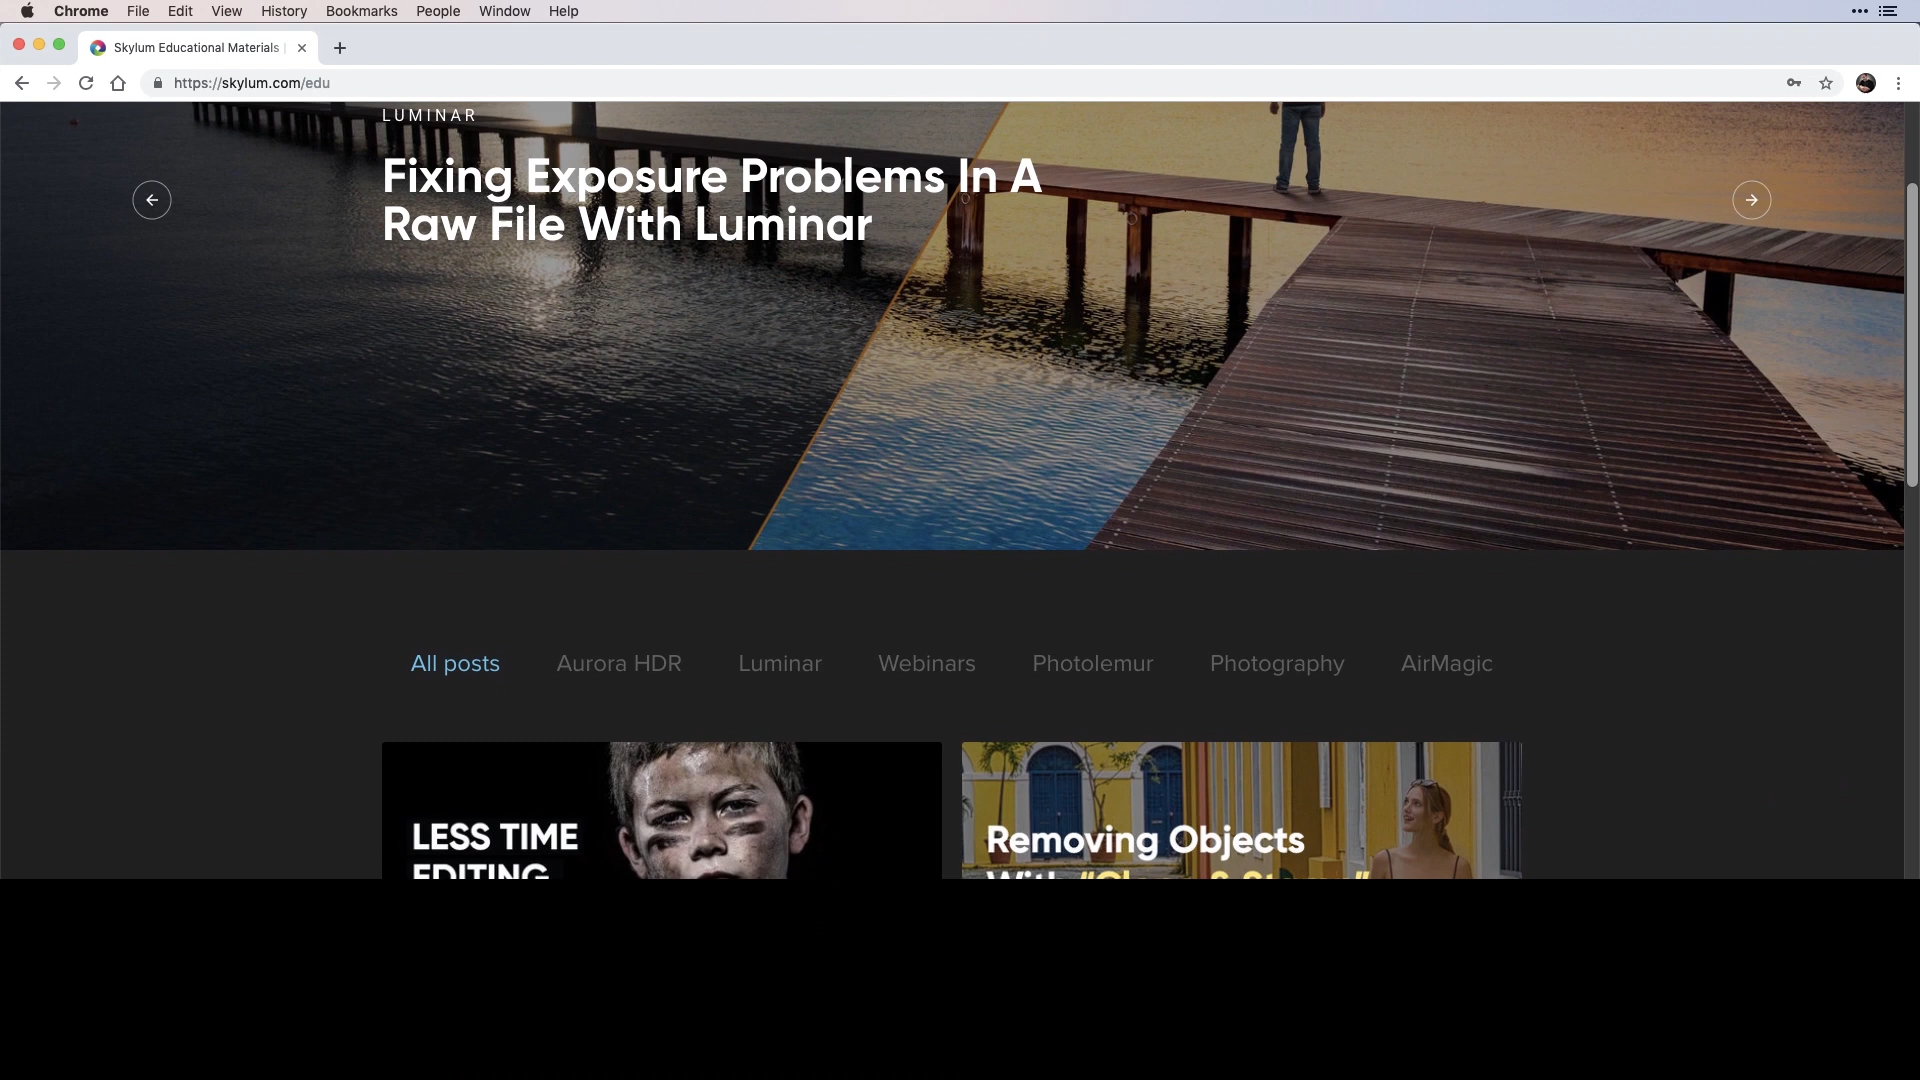 Chrome File Edit View History Bookmarks People Window Help
Skylum Educational Materials |
https://skylum.com/edu
LUMINAR
Fixing Exposure Problems In A
Raw File With Luminar
All posts Aurora HDR Luminar Webinars Photolemur Photography AirMagic
LESS TIME
EDITING
Removing Objects
With